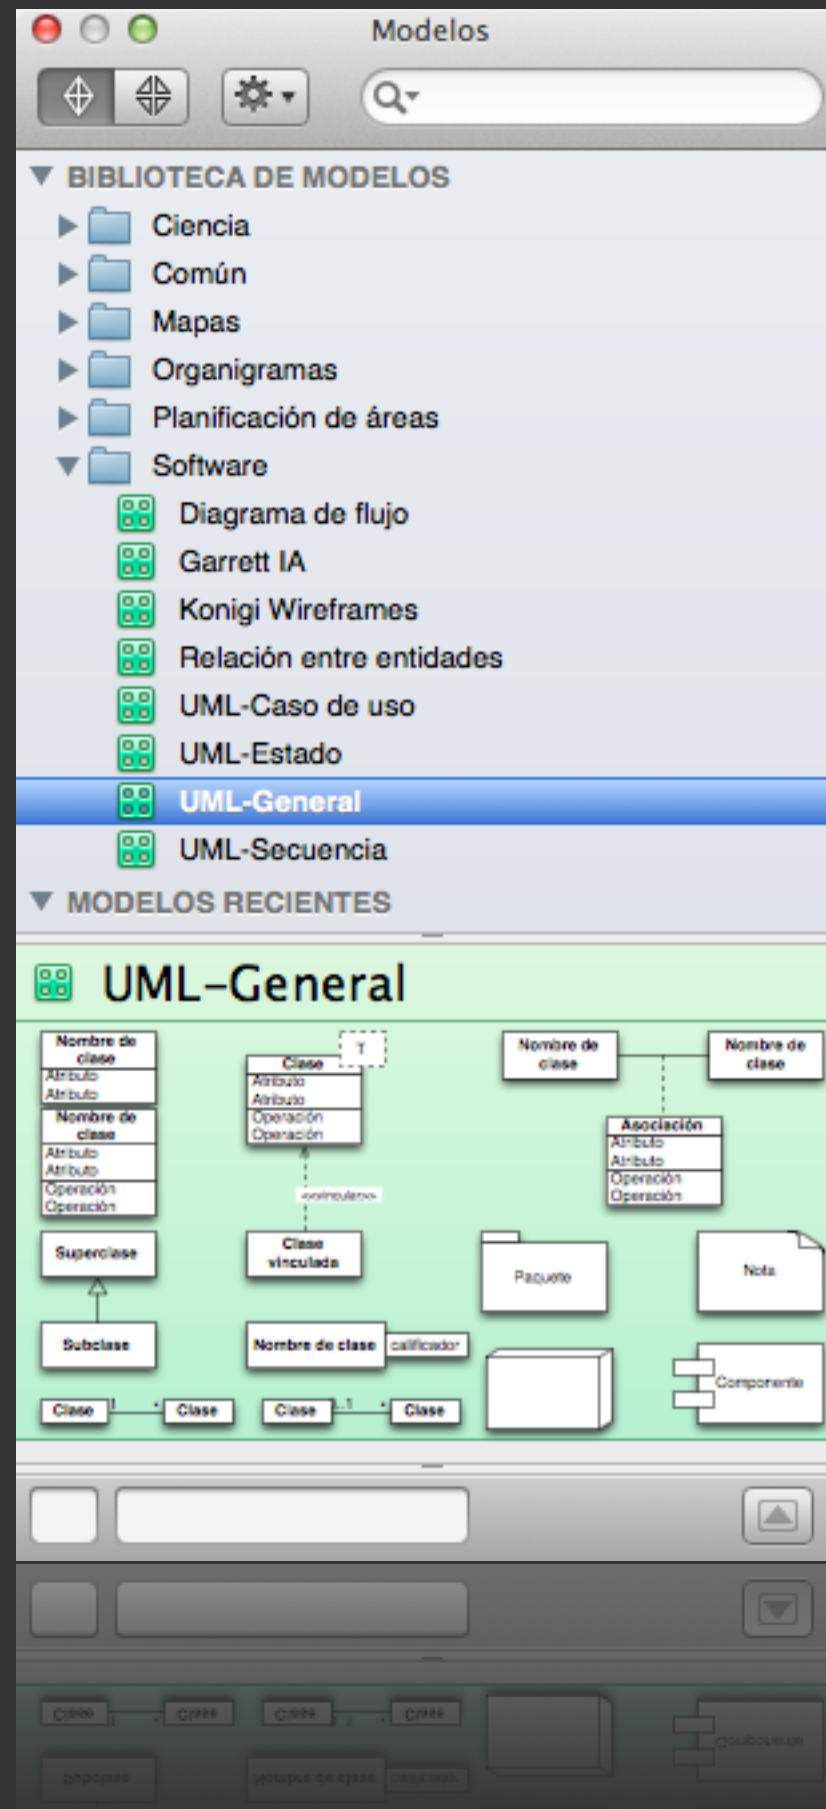 Modelos
BIBLIOTECA DE MODELOS
Ciencia
Común
Mapas
Organigramas
Planificación de áreas
Software
Diagrama de flujo
Garrett IA
Konigi Wireframes
Relación entre entidades
UML-Caso de uso
UML-Estado
UML-General
UML-Secuencia
MODELOS RECIENTES
UML-General
Nombre de
clase
Atributo
Atributo
Nombre de
clase
Atributo
Atributo
Operación
Operación
Superclase
Subclase
Clase 1 * Clase
T
Clase
Atributo
Atributo
Operación
Operación
Clase
vinculada
Nombre de clase calificador
Clase * Clase
Nombre de
clase
Nombre de
clase
Asociación
Atributo
Atributo
Operación
Operación
Paquete
Nota
Componente